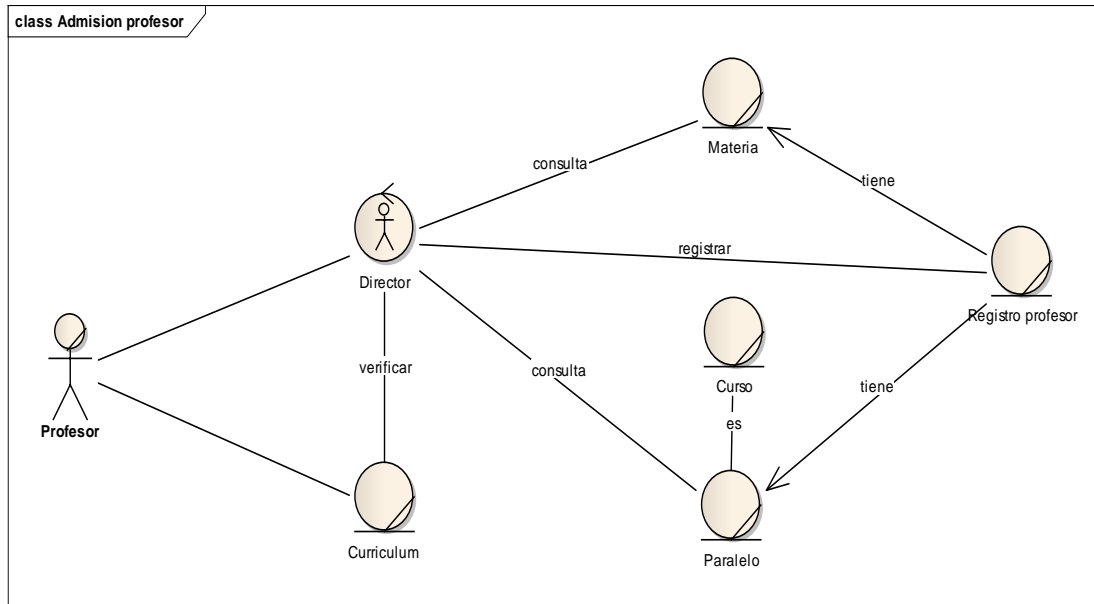 class Admision profesor
Materia
consulta
tiene
registrar
Director
Registro profesor
verificar
consulta
Curso
tiene
es
Profesor
Curriculum
Paralelo